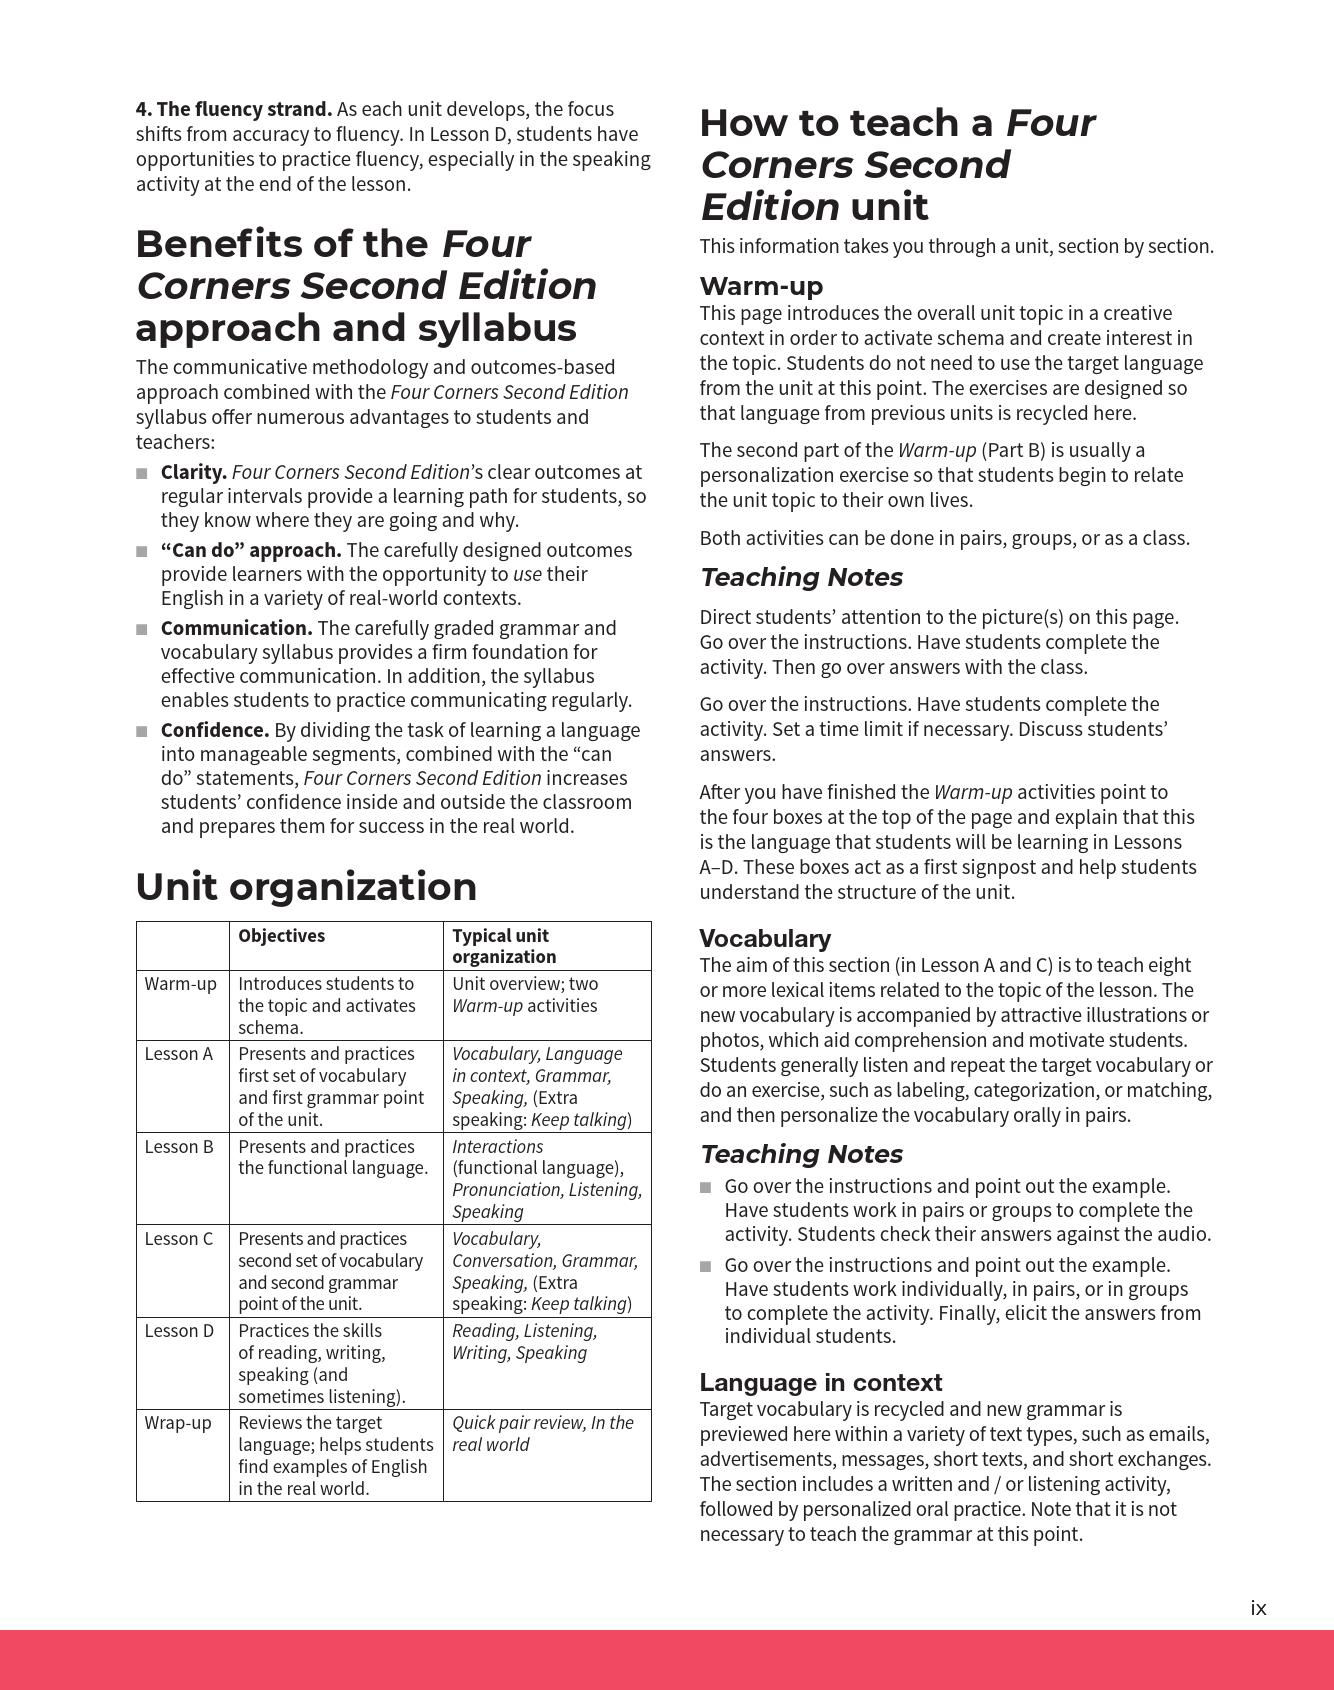 4. The fluency strand. As each unit develops, the focus
shifts from accuracy to fluency. In Lesson D, students have
opportunities to practice fluency, especially in the speaking
activity at the end of the lesson.
Benefits of the Four
Corners Second Edition
approach and syllabus
The communicative methodology and outcomes-based
approach combined with the Four Corners Second Edition
syllabus offer numerous advantages to students and
teachers:
■ Clarity. Four Corners Second Edition’s clear outcomes at
regular intervals provide a learning path for students, so
they know where they are going and why.
■ “Can do” approach. The carefully designed outcomes
provide learners with the opportunity to use their
English in a variety of real-world contexts.
■ Communication. The carefully graded grammar and
vocabulary syllabus provides a firm foundation for
effective communication. In addition, the syllabus
enables students to practice communicating regularly.
■ Confidence. By dividing the task of learning a language
into manageable segments, combined with the “can
do” statements, Four Corners Second Edition increases
students’ confidence inside and outside the classroom
and prepares them for success in the real world.
Unit organization
Objectives
Typical unit
organization
Warm-up
Introduces students to
the topic and activates
schema.
Unit overview; two
Warm-up activities
Lesson A
Presents and practices
first set of vocabulary
and first grammar point
of the unit.
Vocabulary, Language
in context, Grammar,
Speaking, (Extra
speaking: Keep talking)
Lesson B
Presents and practices
the functional language.
Interactions
(functional language),
Pronunciation, Listening,
Speaking
Lesson C
Presents and practices
second set of vocabulary
and second grammar
point of the unit.
Vocabulary,
Conversation, Grammar,
Speaking, (Extra
speaking: Keep talking)
Lesson D
Practices the skills
of reading, writing,
speaking (and
sometimes listening).
Reading, Listening,
Writing, Speaking
Wrap-up
Reviews the target
language; helps students
find examples of English
in the real world.
Quick pair review, In the
real world
How to teach a Four
Corners Second
Edition unit
This information takes you through a unit, section by section.
Warm-up
This page introduces the overall unit topic in a creative
context in order to activate schema and create interest in
the topic. Students do not need to use the target language
from the unit at this point. The exercises are designed so
that language from previous units is recycled here.
The second part of the Warm-up (Part B) is usually a
personalization exercise so that students begin to relate
the unit topic to their own lives.
Both activities can be done in pairs, groups, or as a class.
Teaching Notes
Direct students’ attention to the picture(s) on this page.
Go over the instructions. Have students complete the
activity. Then go over answers with the class.
Go over the instructions. Have students complete the
activity. Set a time limit if necessary. Discuss students’
answers.
After you have finished the Warm-up activities point to
the four boxes at the top of the page and explain that this
is the language that students will be learning in Lessons
A–D. These boxes act as a first signpost and help students
understand the structure of the unit.
Vocabulary
The aim of this section (in Lesson A and C) is to teach eight
or more lexical items related to the topic of the lesson. The
new vocabulary is accompanied by attractive illustrations or
photos, which aid comprehension and motivate students.
Students generally listen and repeat the target vocabulary or
do an exercise, such as labeling, categorization, or matching,
and then personalize the vocabulary orally in pairs.
Teaching Notes
■ Go over the instructions and point out the example.
Have students work in pairs or groups to complete the
activity. Students check their answers against the audio.
■ Go over the instructions and point out the example.
Have students work individually, in pairs, or in groups
to complete the activity. Finally, elicit the answers from
individual students.
Language in context
Target vocabulary is recycled and new grammar is
previewed here within a variety of text types, such as emails,
advertisements, messages, short texts, and short exchanges.
The section includes a written and / or listening activity,
followed by personalized oral practice. Note that it is not
necessary to teach the grammar at this point.
ix